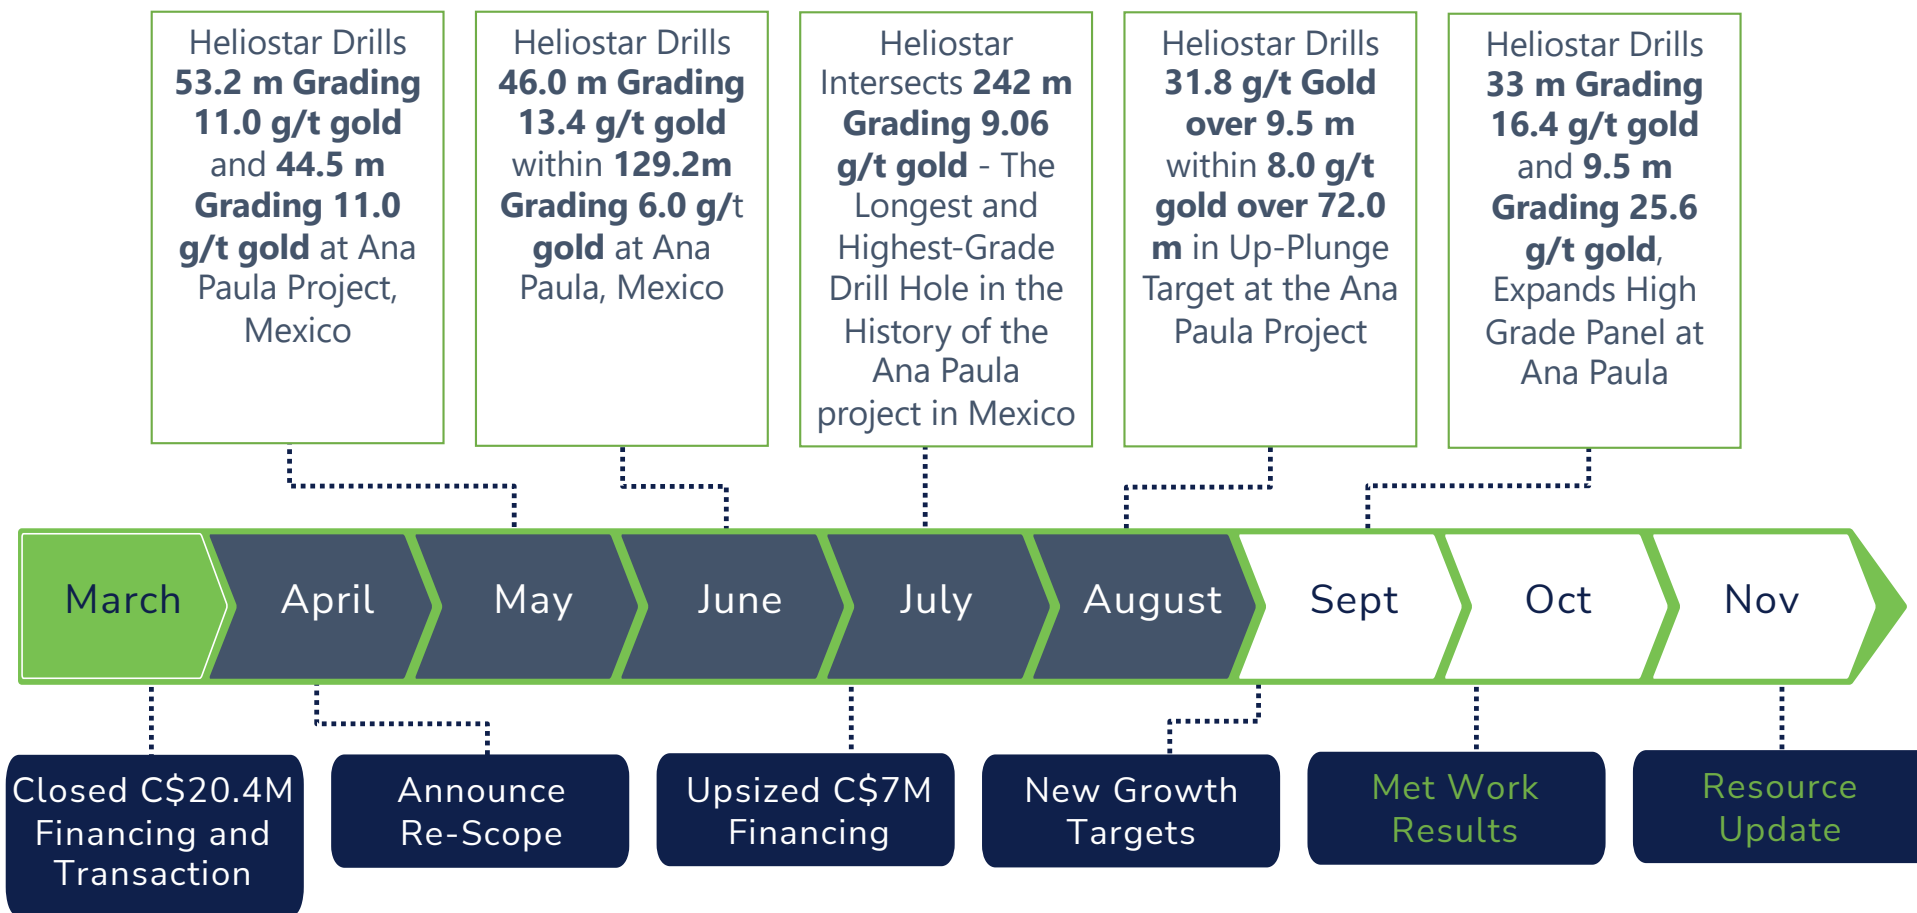 Heliostar Drills
53.2 m Grading
11.0 g/t gold
and 44.5 m
Grading 11.0
g/t gold at Ana
Paula Project,
Mexico
Heliostar Drills
46.0 m Grading
13.4 g/t gold
within 129.2m
Grading 6.0 g/t
gold at Ana
Paula, Mexico
Heliostar
Intersects 242 m
Grading 9.06
g/t gold - The
Longest and
Highest-Grade
Drill Hole in the
History of the
Ana Paula
project in Mexico
Heliostar Drills
31.8 g/t Gold
over 9.5 m
within 8.0 g/t
gold over 72.0
m in Up-Plunge
Target at the Ana
Paula Project
Heliostar Drills
33 m Grading
16.4 g/t gold
and 9.5 m
Grading 25.6
g/t gold,
Expands High
Grade Panel at
Ana Paula
March
April
May
June
July
August
Sept
Oct
Nov
Closed C$20.4M
Financing and
Transaction
Announce
Re-Scope
Upsized C$7M
Financing
New Growth
Targets
Met Work
Results
Resource
Update